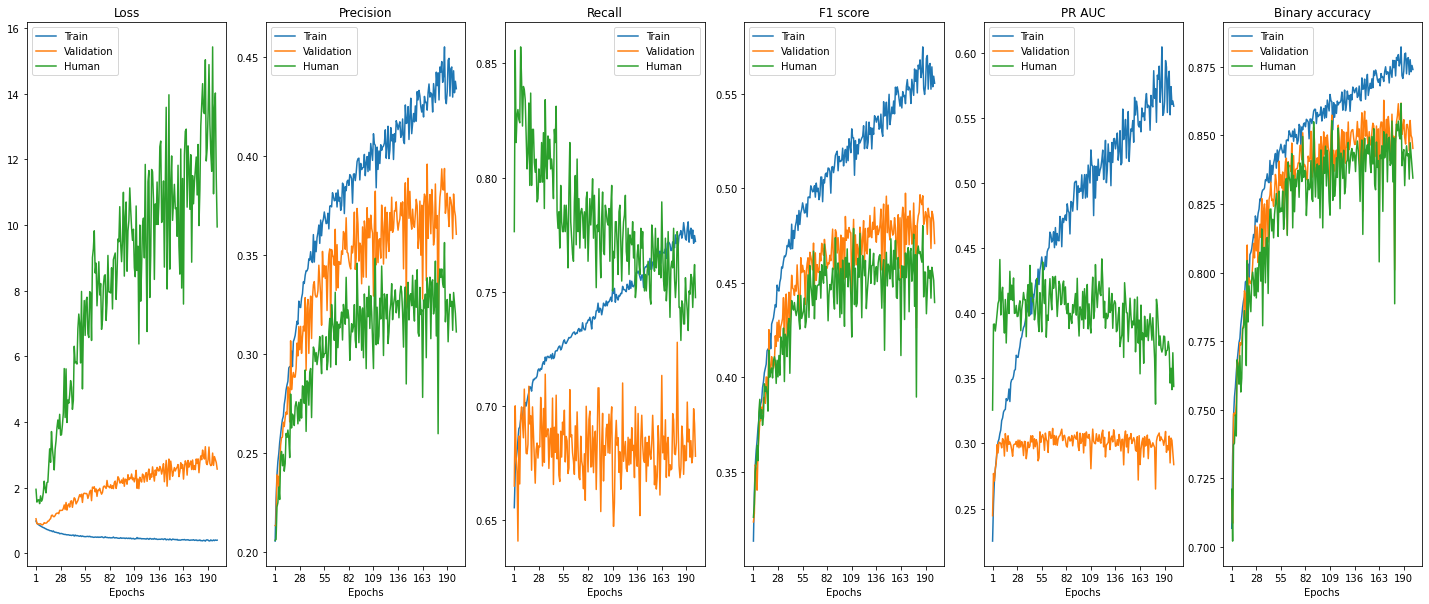 Loss
Train
Validation
Human
16
14
12
10
8
6
4
2
0
1 28 55 82 109 136 163 190
Epochs
Precision
Train
Validation
Human
0.45
0.40
0.35
0.30
0.25
0.20
1 28 55 82 109 136 163 190
Epochs
Recall
Train
Validation
Human
0.85
0.80
0.75
0.70
0.65
1 28 55 82 109 136 163 190
Epochs
F1 score
Train
Validation
Human
0.55
0.50
0.45
0.40
0.35
1 28 55 82 109 136 163 190
Epochs
PR AUC
Train
Validation
Human
0.60
0.55
0.50
0.45
0.40
0.35
0.30
0.25
1 28 55 82 109 136 163 190
Epochs
Binary accuracy
Train
Validation
Human
0.875
0.850
0.825
0.800
0.775
0.750
0.725
0.700
1 28 55 82 109 136 163 190
Epochs